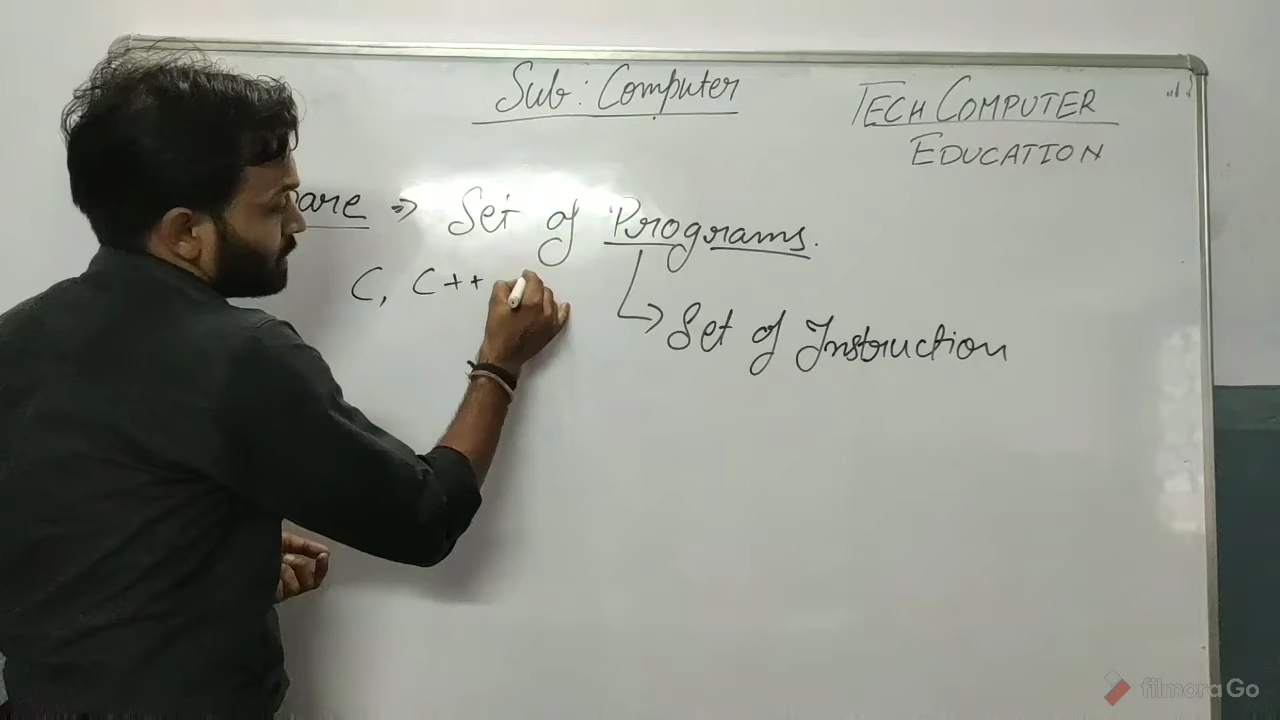 Sub: Computer
TECH COMPUTER
EDUCATION
are → Set of Programs.
C, C++
↳ Set of Instruction
filmoraGo